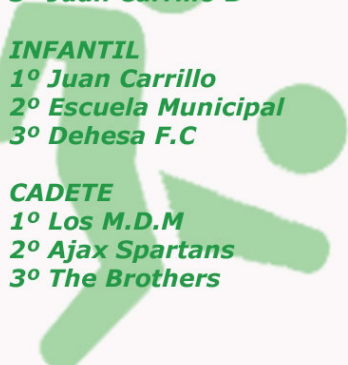 INFANTIL
1º Juan Carrillo
2º Escuela Municipal
3º Dehesa F.C
CADETE
1º Los M.D.M
2º Ajax Spartans
3º The Brothers